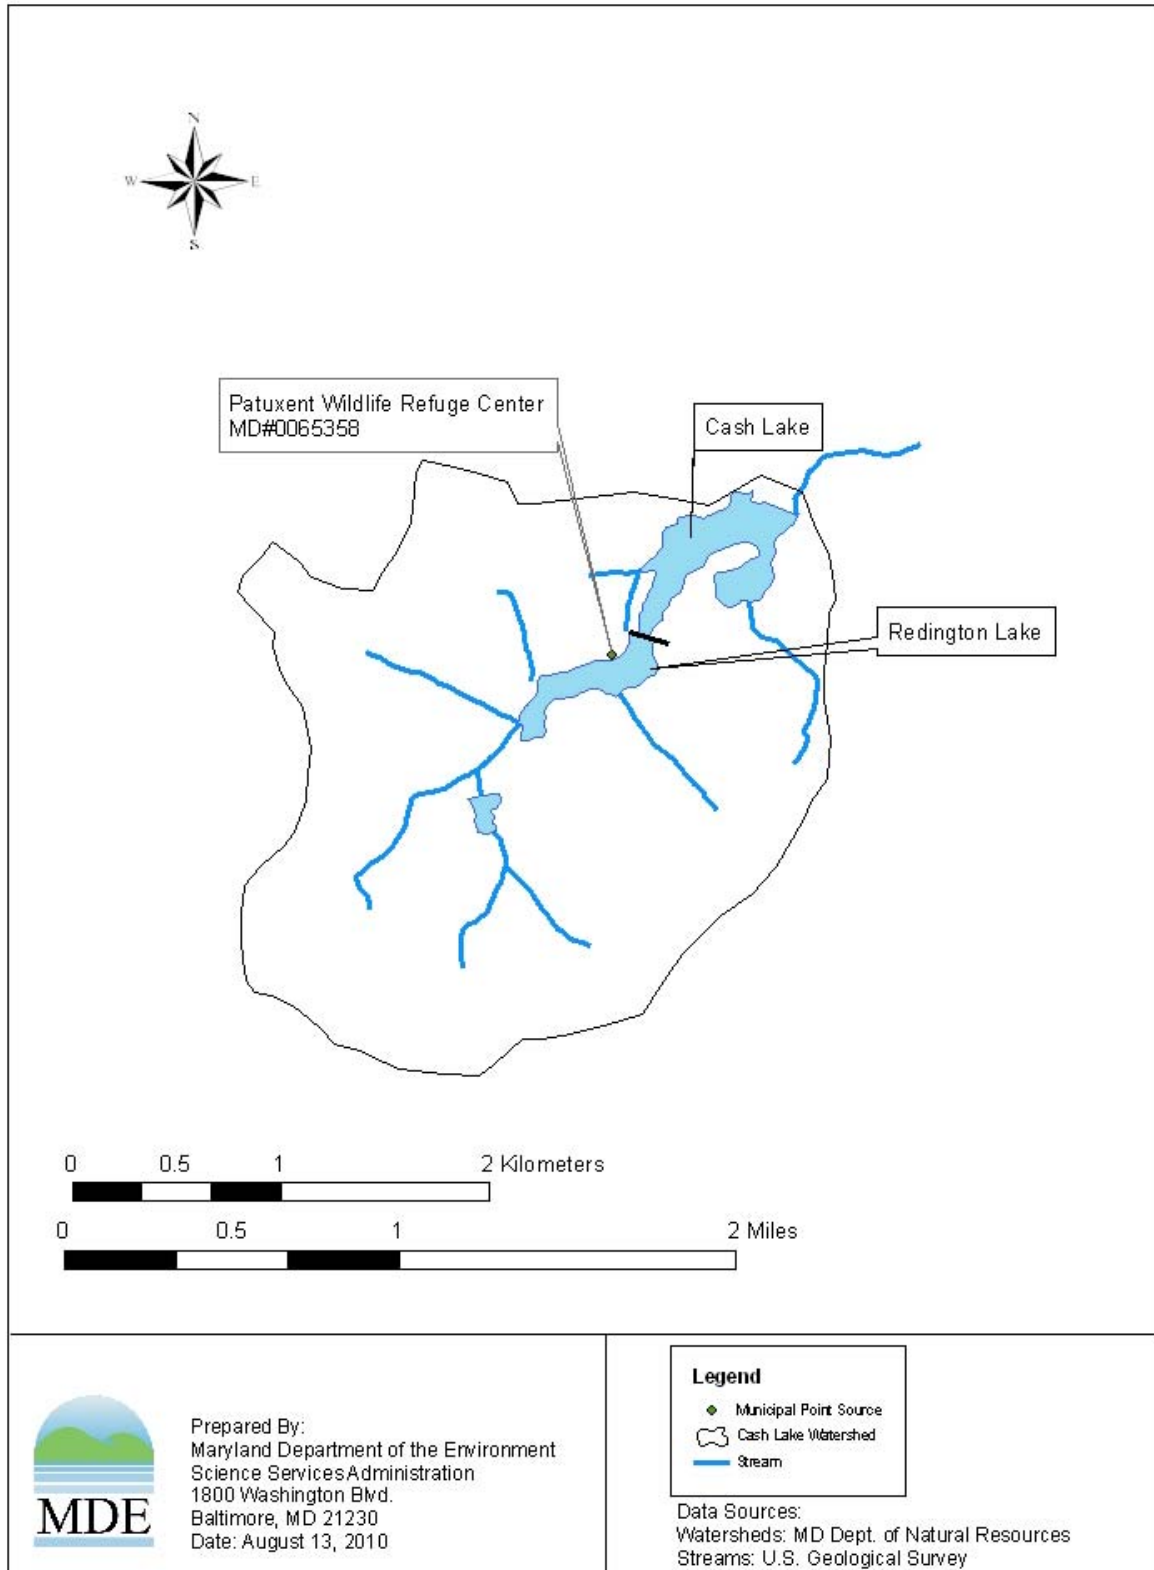 N
W E
S
Patuxent Wildlife Refuge Center
MD#0065358
Cash Lake
Redington Lake
0 0.5 1 2 Kilometers
0 0.5 1 2 Miles
MDE
Prepared By:
Maryland Department of the Environment
Science Services Administration
1800 Washington Blvd.
Baltimore, MD 21230
Date: August 13, 2010
Legend
Municipal Point Source
Cash Lake Watershed
Stream
Data Sources:
Watersheds: MD Dept. of Natural Resources
Streams: U.S. Geological Survey